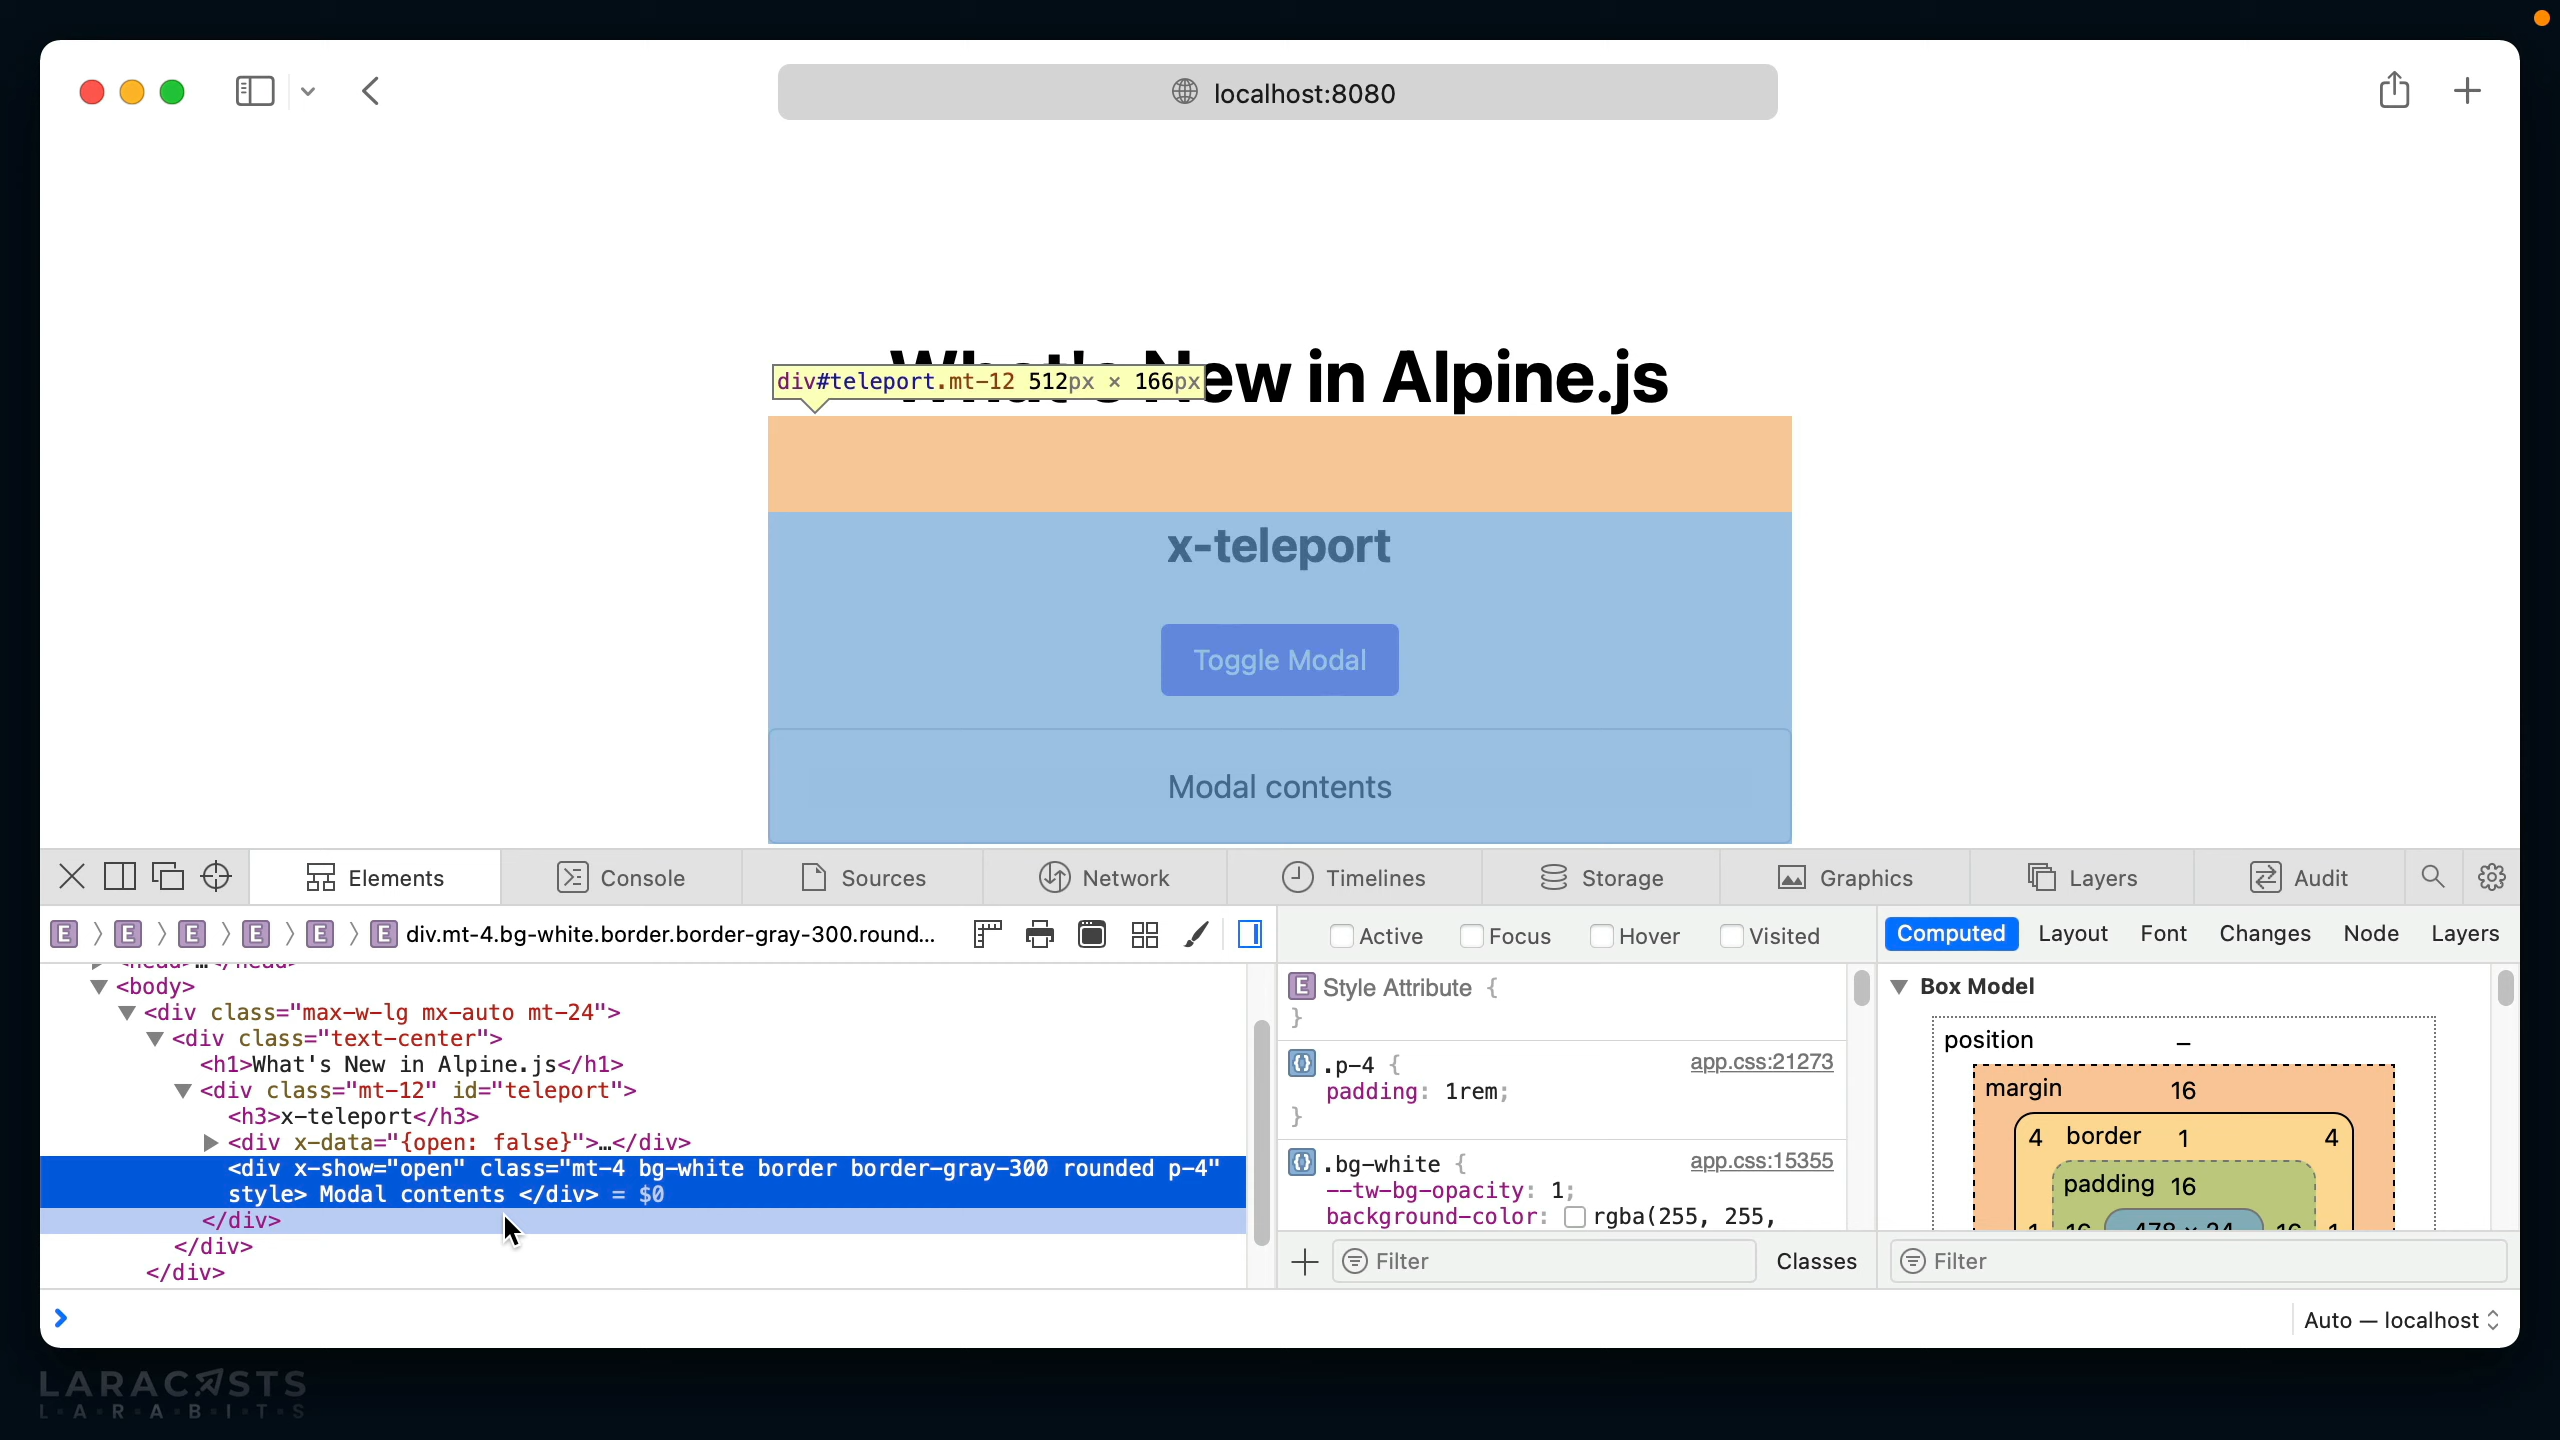 localhost:8080
What's New in Alpine.js
div#teleport.mt-12 512px × 166px
x-teleport
Toggle Modal
Modal contents
Elements
Console
Sources
Network
Timelines
Storage
Graphics
Layers
Audit
E E E E E E div.mt-4.bg-white.border.border-gray-300.round...
Active Focus Hover Visited
Computed Layout Font Changes Node Layers
<body>
<div class="max-w-lg mx-auto mt-24">
<div class="text-center">
<h1>What's New in Alpine.js</h1>
<div class="mt-12" id="teleport">
<h3>x-teleport</h3>
<div x-data="{open: false}">…</div>
<div x-show="open" class="mt-4 bg-white border border-gray-300 rounded p-4"
style> Modal contents </div> = $0
</div>
</div>
</div>
E Style Attribute {
}
.p-4 { app.css:21273
padding: 1rem;
}
.bg-white { app.css:15355
--tw-bg-opacity: 1;
background-color: rgba(255, 255,
Filter Classes
Box Model
position –
margin 16
4 border 1 4
padding 16
Filter
Auto — localhost
LARACASTS
L·A·R·A·B·I·T·S